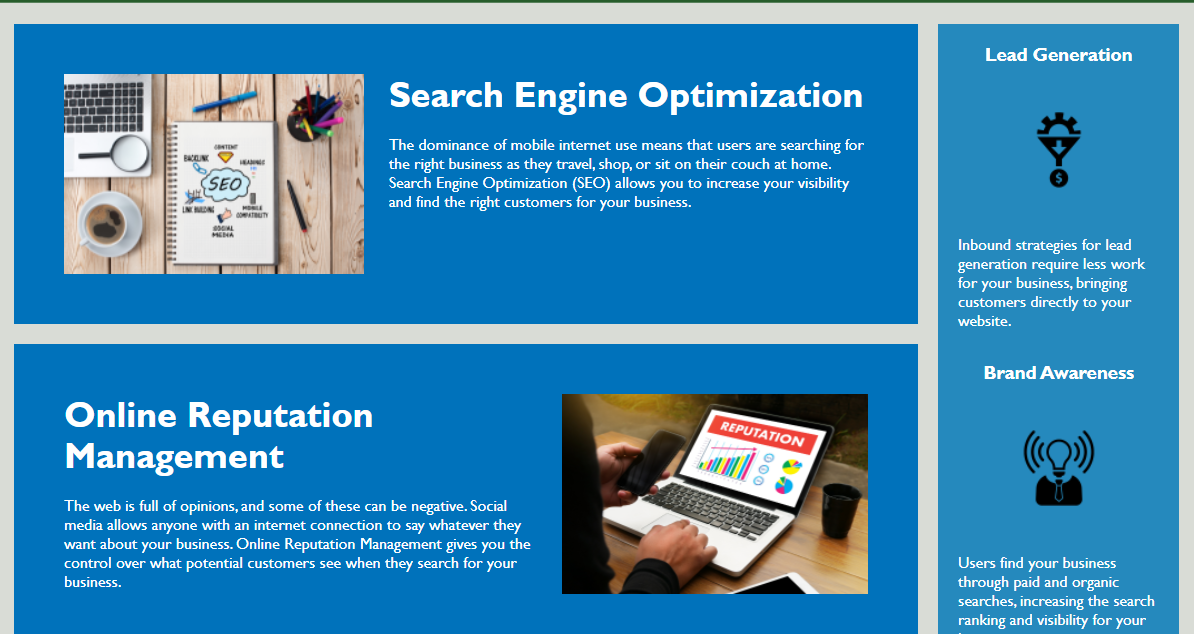 Search Engine Optimization
The dominance of mobile internet use means that users are searching for
the right business as they travel, shop, or sit on their couch at home.
Search Engine Optimization (SEO) allows you to increase your visibility
and find the right customers for your business.
CONTENT
BACKLINK
HEADINGS
SEO
LINK BUILDING
MOBILE
COMPATIBILITY
SOCIAL
MEDIA
Online Reputation
Management
The web is full of opinions, and some of these can be negative. Social
media allows anyone with an internet connection to say whatever they
want about your business. Online Reputation Management gives you the
control over what potential customers see when they search for your
business.
REPUTATION
Lead Generation
$
Inbound strategies for lead
generation require less work
for your business, bringing
customers directly to your
website.
Brand Awareness
Users find your business
through paid and organic
searches, increasing the search
ranking and visibility for your